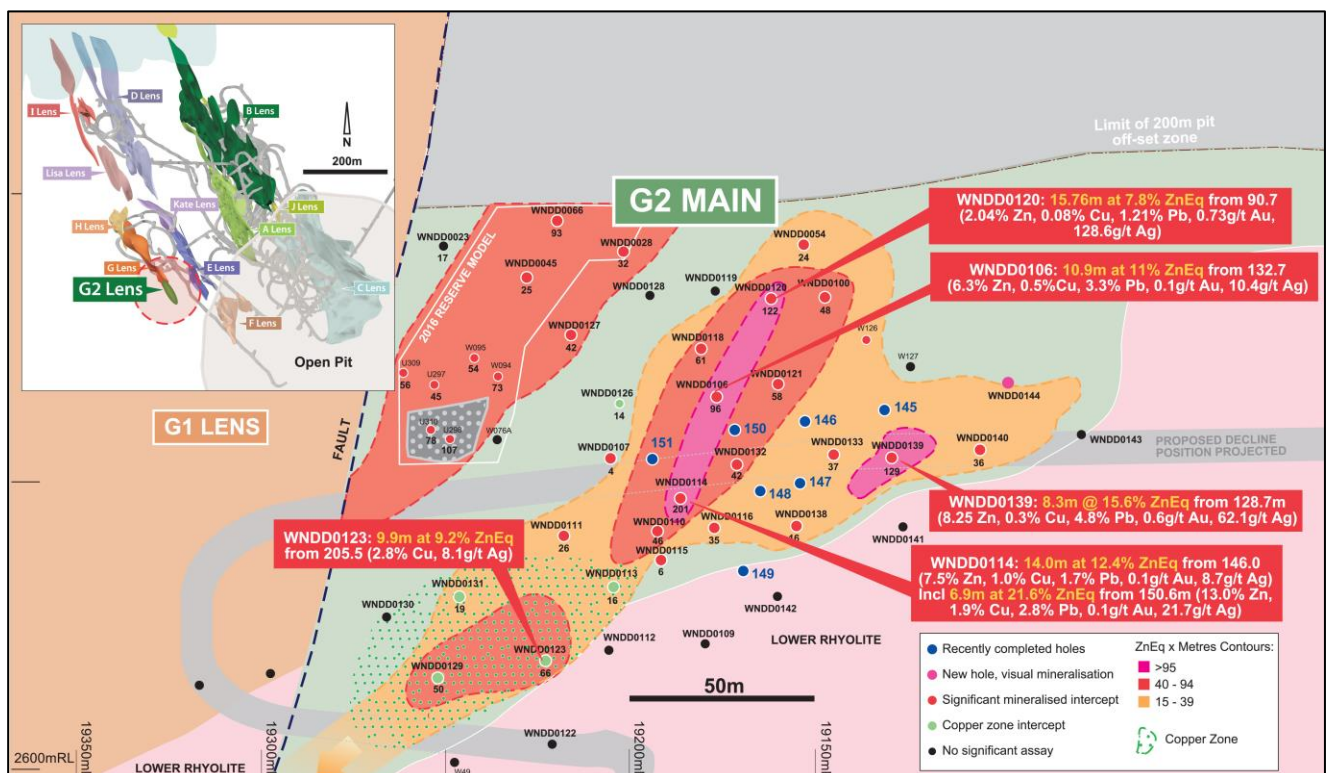 I Lens
D Lens
B Lens
N
200m
Lisa Lens
Kate Lens
J Lens
H Lens
A Lens
G Lens
E Lens
C Lens
G2 Lens
F Lens
Open Pit
Limit of 200m pit
off-set zone
G2 MAIN
G1 LENS
FAULT
2016 RESERVE MODEL
WNDD0066
93
WNDD0023
17
WNDD0028
32
WNDD0045
25
WNDD0128
WNDD0119
WNDD0054
24
WNDD0120
122
WNDD0100
48
WNDD0127
42
WNDD0118
61
W126
W127
U309
56
W095
54
U297
45
W094
73
WNDD0126
14
WNDD0106
96
WNDD0121
58
WNDD0144
U310
78
U296
107
W076A
WNDD0107
4
151
150
146
145
WNDD0132
42
WNDD0133
37
WNDD0139
129
WNDD0140
36
WNDD0143
PROPOSED DECLINE
POSITION PROJECTED
WNDD0114
201
148
147
WNDD0111
26
WNDD0110
46
WNDD0116
35
WNDD0138
16
WNDD0141
WNDD0115
6
149
WNDD0142
WNDD0131
19
WNDD0113
16
WNDD0130
WNDD0112
WNDD0109
LOWER RHYOLITE
WNDD0129
50
WNDD0123
66
50m
WNDD0122
W49
WNDD0120: 15.76m at 7.8% ZnEq from 90.7
(2.04% Zn, 0.08% Cu, 1.21% Pb, 0.73g/t Au,
128.6g/t Ag)
WNDD0106: 10.9m at 11% ZnEq from 132.7
(6.3% Zn, 0.5%Cu, 3.3% Pb, 0.1g/t Au, 10.4g/t Ag)
WNDD0139: 8.3m @ 15.6% ZnEq from 128.7m
(8.25 Zn, 0.3% Cu, 4.8% Pb, 0.6g/t Au, 62.1g/t Ag)
WNDD0114: 14.0m at 12.4% ZnEq from 146.0
(7.5% Zn, 1.0% Cu, 1.7% Pb, 0.1g/t Au, 8.7g/t Ag)
Incl 6.9m at 21.6% ZnEq from 150.6m (13.0% Zn,
1.9% Cu, 2.8% Pb, 0.1g/t Au, 21.7g/t Ag)
WNDD0123: 9.9m at 9.2% ZnEq
from 205.5 (2.8% Cu, 8.1g/t Ag)
Recently completed holes
New hole, visual mineralisation
Significant mineralised intercept
Copper zone intercept
No significant assay
ZnEq x Metres Contours:
>95
40 - 94
15 - 39
Copper Zone
2600mRL
LOWER RHYOLITE